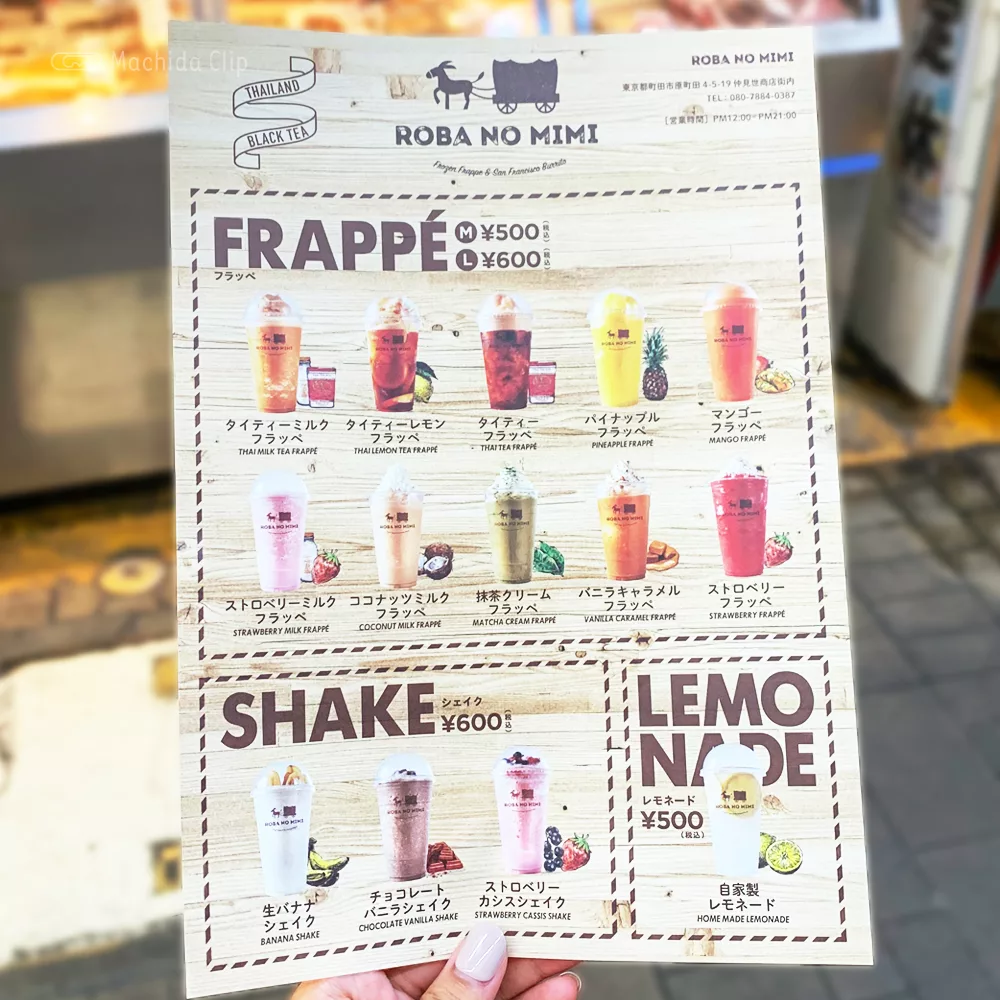 Machida Clip
THAILAND
BLACK TEA
ROBA NO MIMI
Frozen Frappe & San Francisco Burrito
ROBA NO MIMI
東京都町田市原町田 4-5-19 仲見世商店街内
TEL : 080-7884-0387
[営業時間] PM12:00- PM21:00
FRAPPÉ
フラッペ
M ¥500 (税込)
L ¥600 (税込)
タイティーミルク
フラッペ
THAI MILK TEA FRAPPÉ
タイティーレモン
フラッペ
THAI LEMON TEA FRAPPÉ
タイティー
フラッペ
THAI TEA FRAPPÉ
パイナップル
フラッペ
PINEAPPLE FRAPPÉ
マンゴー
フラッペ
MANGO FRAPPÉ
ストロベリーミルク
フラッペ
STRAWBERRY MILK FRAPPÉ
ココナッツミルク
フラッペ
COCONUT MILK FRAPPÉ
抹茶クリーム
フラッペ
MATCHA CREAM FRAPPÉ
バニラキャラメル
フラッペ
VANILLA CARAMEL FRAPPÉ
ストロベリー
フラッペ
STRAWBERRY FRAPPÉ
SHAKE
シェイク
¥600 (税込)
生バナナ
シェイク
BANANA SHAKE
チョコレート
バニラシェイク
CHOCOLATE VANILLA SHAKE
ストロベリー
カシスシェイク
STRAWBERRY CASSIS SHAKE
LEMO
NADE
レモネード
¥500
(税込)
自家製
レモネード
HOME MADE LEMONADE